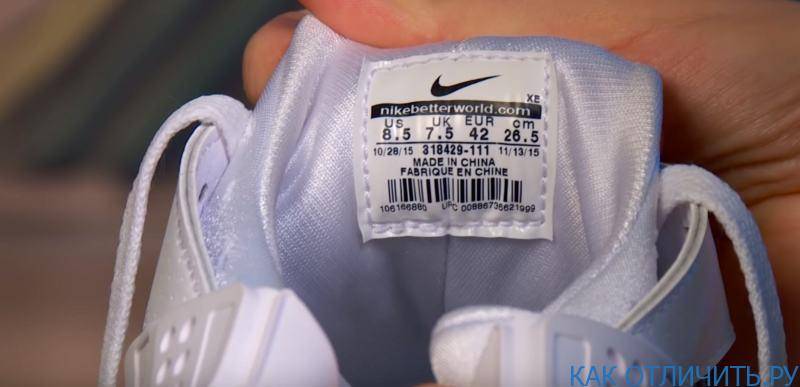 XE
nikebetterworld.com
US UK EUR cm
8.5 7.5 42 26.5
10/28/15 318429-111 11/13/15
MADE IN CHINA
FABRIQUE EN CHINE
106166880 UPC 00886736621999
КАК ОТЛИЧИТЬ.РУ